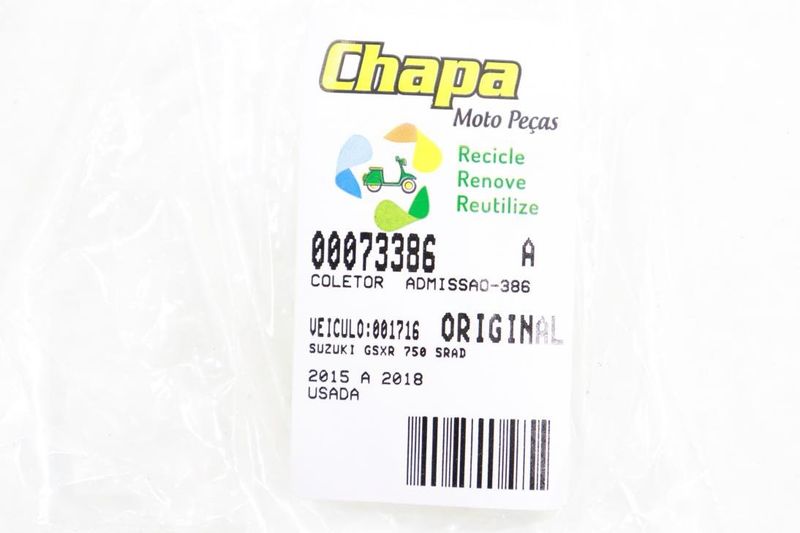 Chapa
Moto Peças
Recicle
Renove
Reutilize
00073386 A
COLETOR ADMISSAO-386
VEICULO:001716 ORIGINAL
SUZUKI GSXR 750 SRAD
2015 A 2018
USADA